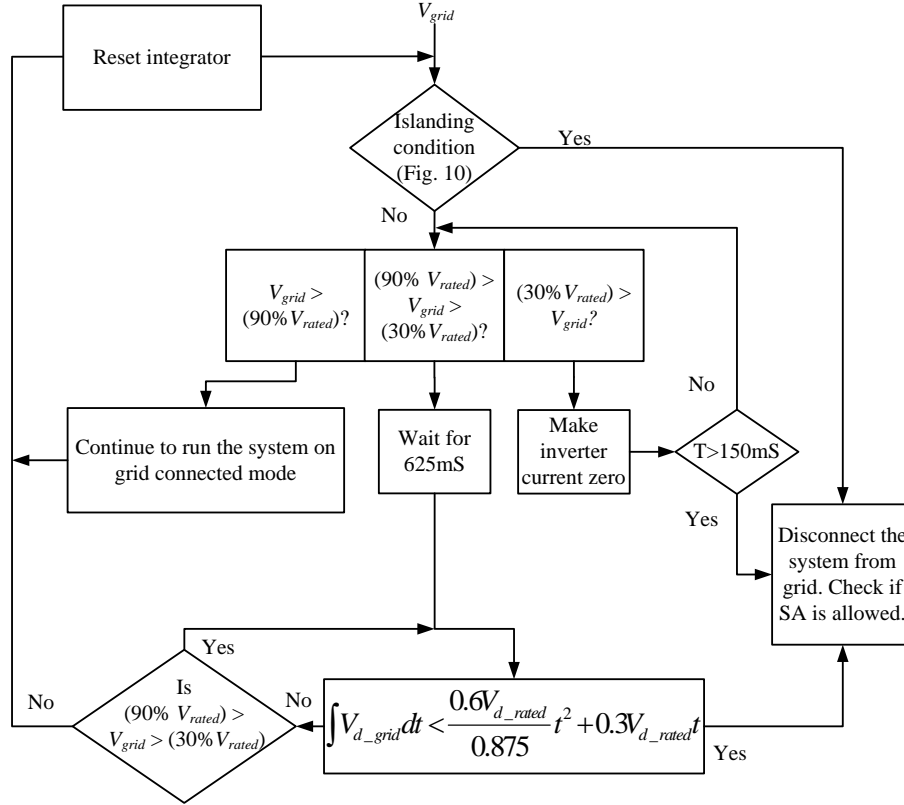 V_grid
Reset integrator
Islanding
condition
(Fig. 10)
Yes
No
V_grid >
(90% V_rated)?
(90% V_rated) >
V_grid >
(30% V_rated)?
(30% V_rated) >
V_grid?
No
Continue to run the system on
grid connected mode
Wait for
625mS
Make
inverter
current zero
T>150mS
Yes
Disconnect the
system from
grid. Check if
SA is allowed.
Yes
No
Is
(90% V_rated) >
V_grid > (30% V_rated)
No
∫V_d_grid dt < 0.6V_d_rated/0.875 t² + 0.3V_d_rated t
Yes